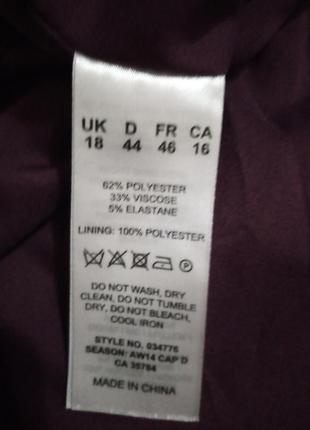 UK D FR CA
18 44 46 16
62% POLYESTER
33% VISCOSE
5% ELASTANE
LINING: 100% POLYESTER
P
DO NOT WASH, DRY
CLEAN, DO NOT TUMBLE
DRY, DO NOT BLEACH,
COOL IRON
STYLE NO. 034776
SEASON: AW14 CAP D
CA 35784
MADE IN CHINA